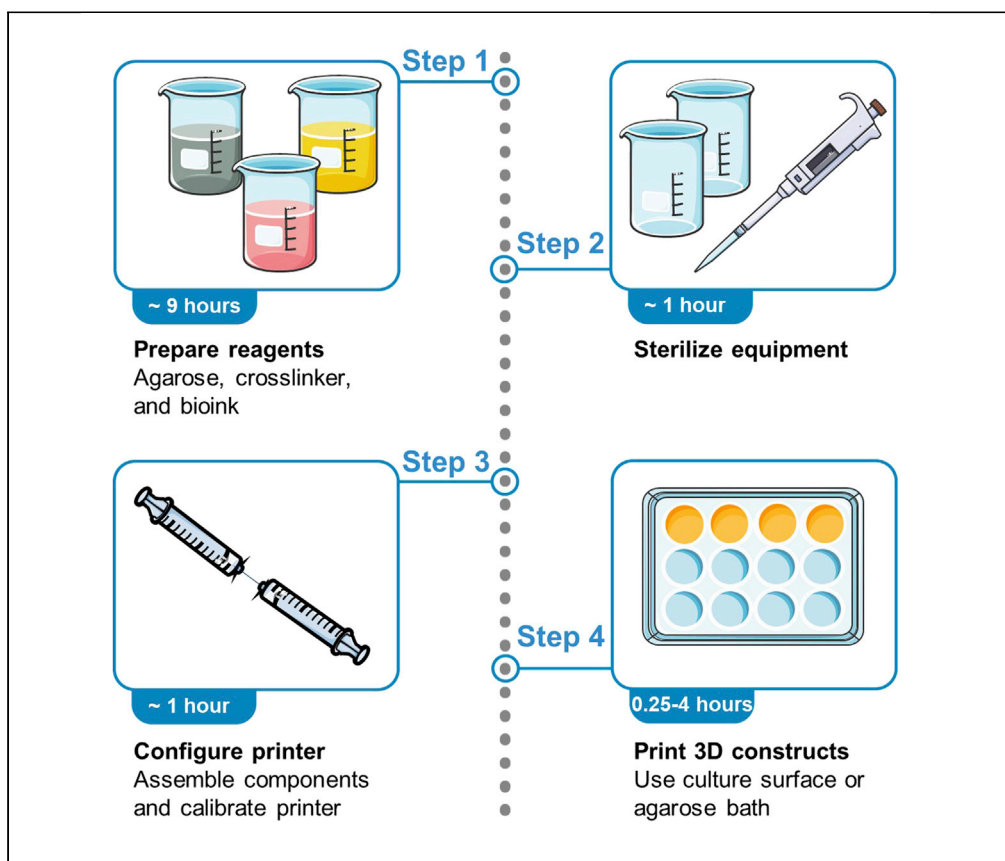 Step 1
~ 9 hours
Prepare reagents
Agarose, crosslinker,
and bioink
Step 2
~ 1 hour
Sterilize equipment
Step 3
~ 1 hour
Configure printer
Assemble components
and calibrate printer
Step 4
0.25-4 hours
Print 3D constructs
Use culture surface or
agarose bath